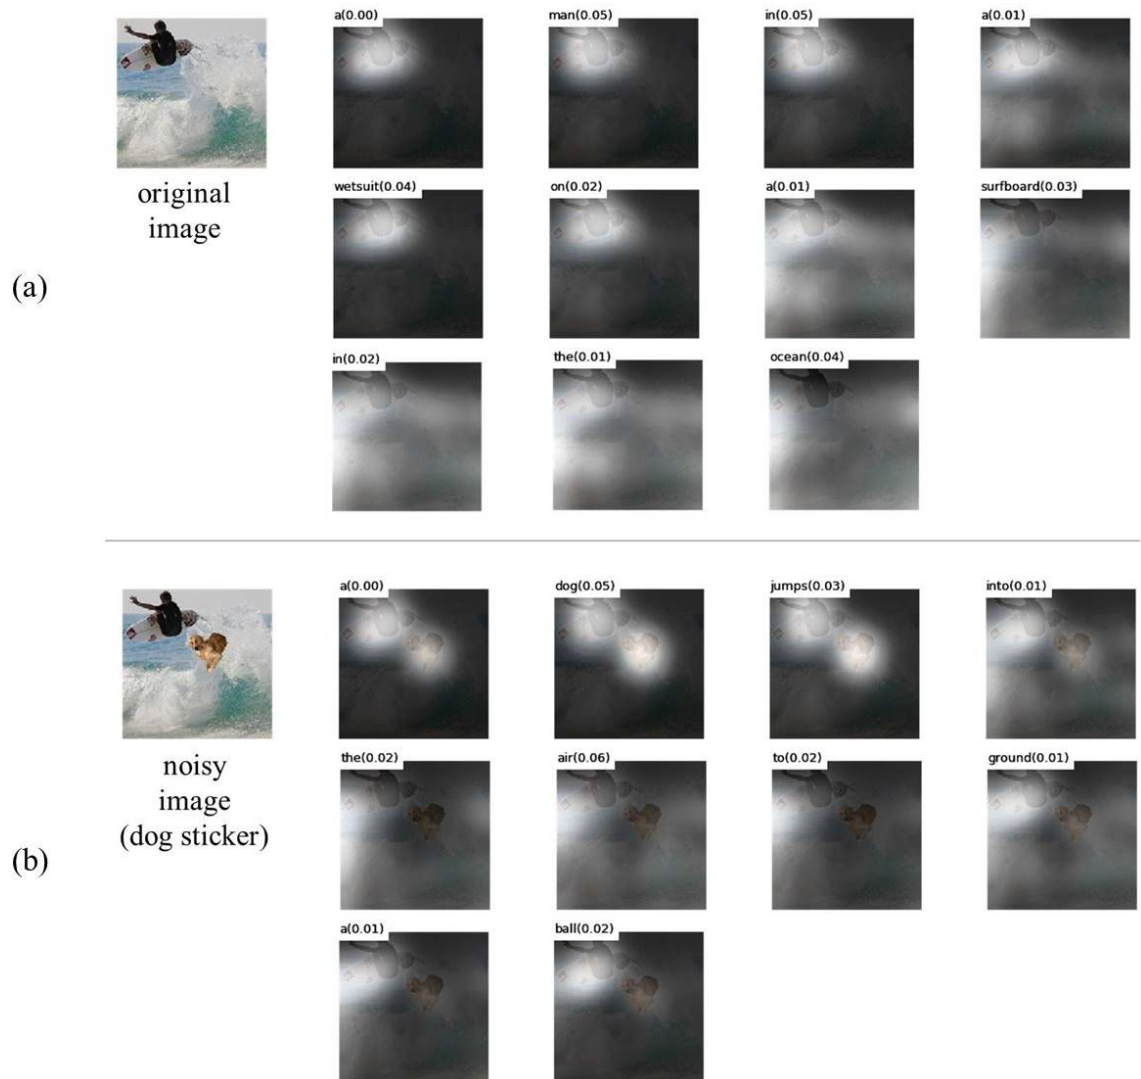 a(0.00)
man(0.05)
in(0.05)
a(0.01)
original
image
wetsuit(0.04)
on(0.02)
a(0.01)
surfboard(0.03)
(a)
in(0.02)
the(0.01)
ocean(0.04)
a(0.00)
dog(0.05)
jumps(0.03)
into(0.01)
noisy
image
(dog sticker)
the(0.02)
air(0.06)
to(0.02)
ground(0.01)
(b)
a(0.01)
ball(0.02)